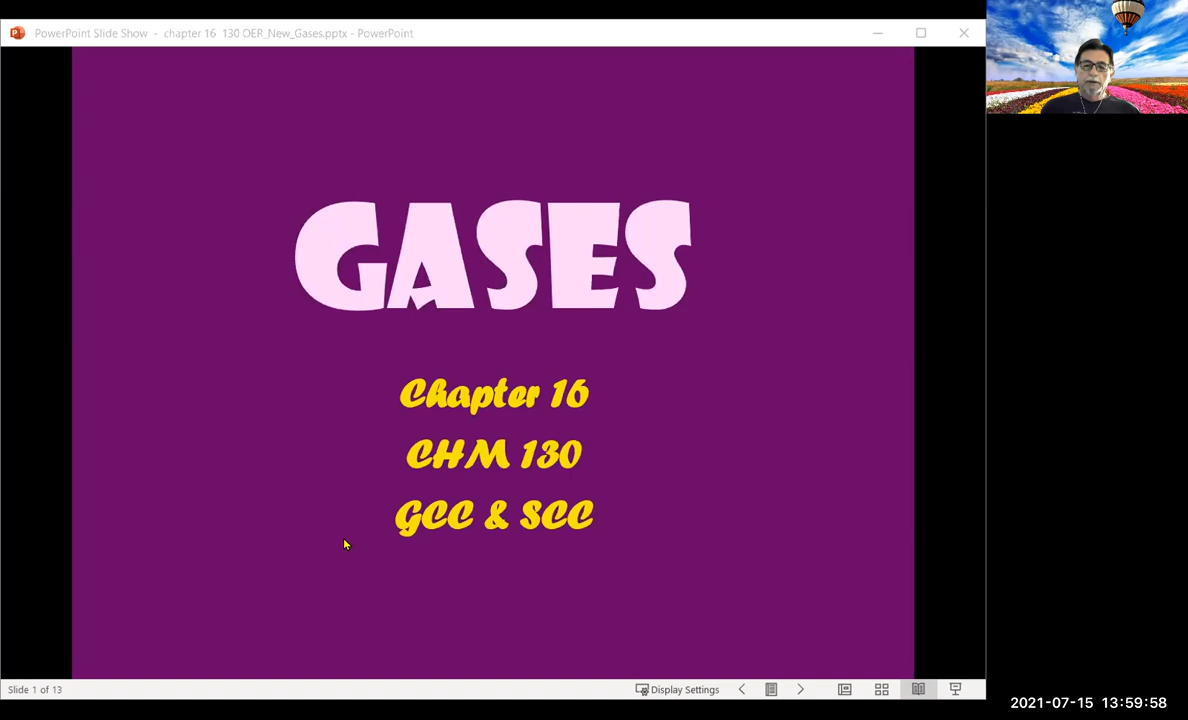 PowerPoint Slide Show - chapter 16 130 OER_New_Gases.pptx - PowerPoint
GASES
Chapter 16
CHM 130
GCC & SCC
Slide 1 of 13
Display Settings
2021-07-15 13:59:58